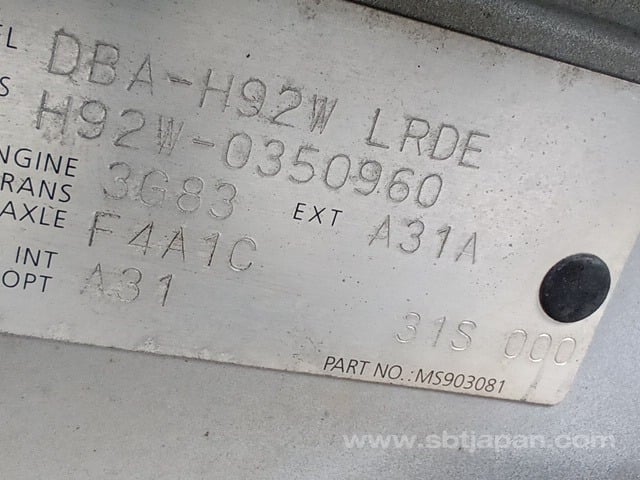 EL DBA-H92W LRDE
S H92W-0350960
NGINE 3G83 EXT A31A
RANS
AXLE F4A1C
INT A31
OPT
31S 000
PART NO.:MS903081
www.sbtjapan.com